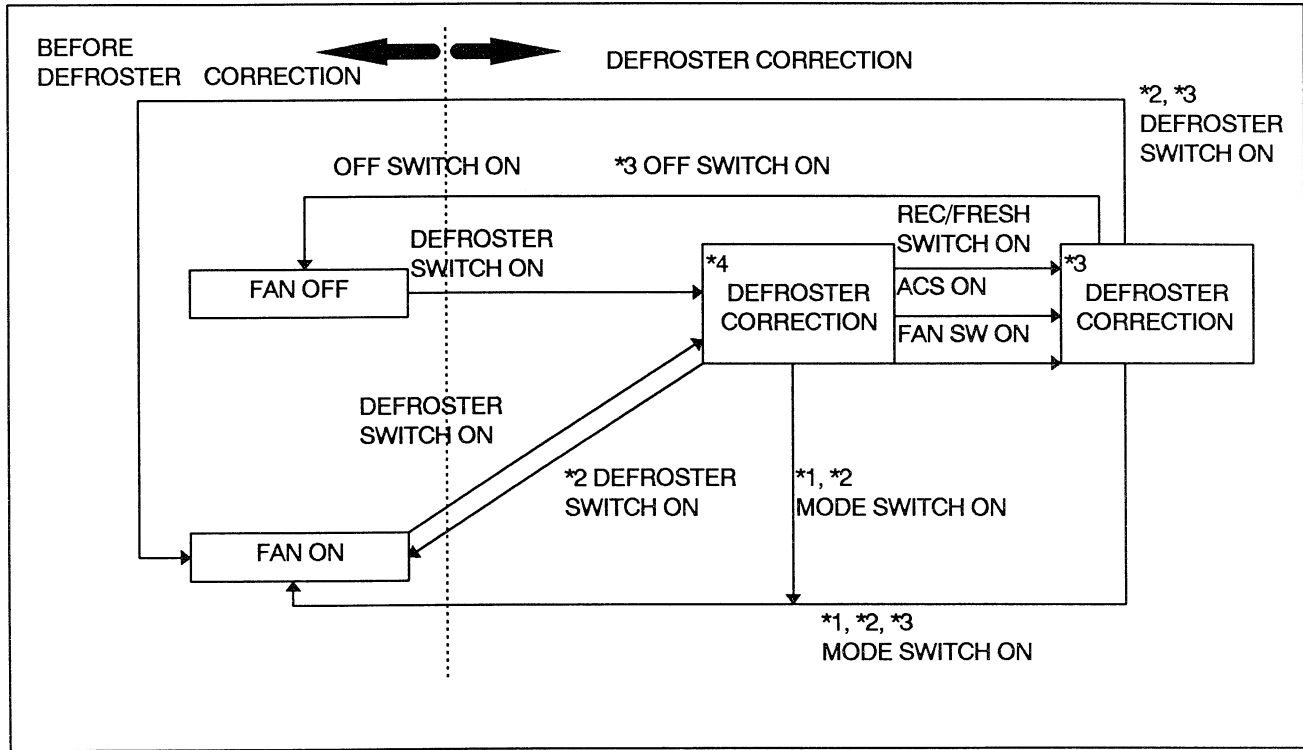 BEFORE
DEFROSTER CORRECTION
DEFROSTER CORRECTION
*2, *3
DEFROSTER
SWITCH ON
OFF SWITCH ON
*3 OFF SWITCH ON
REC/FRESH
SWITCH ON
DEFROSTER
SWITCH ON
FAN OFF
*4
DEFROSTER
CORRECTION
ACS ON
FAN SW ON
*3
DEFROSTER
CORRECTION
DEFROSTER
SWITCH ON
*2 DEFROSTER
SWITCH ON
*1, *2
MODE SWITCH ON
FAN ON
*1, *2, *3
MODE SWITCH ON